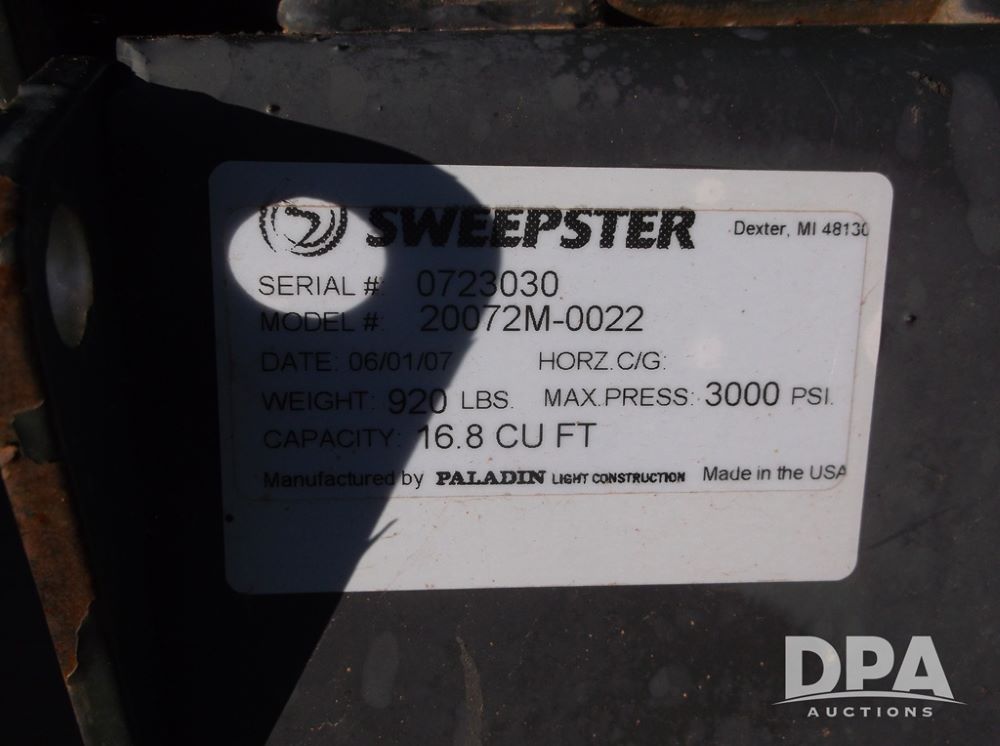 SWEEPSTER Dexter, MI 48130
SERIAL #: 0723030
MODEL #: 20072M-0022
DATE: 06/01/07 HORZ. C/G:
WEIGHT: 920 LBS. MAX.PRESS: 3000 PSI.
CAPACITY: 16.8 CU FT
Manufactured by PALADIN LIGHT CONSTRUCTION Made in the USA
DPA
AUCTIONS